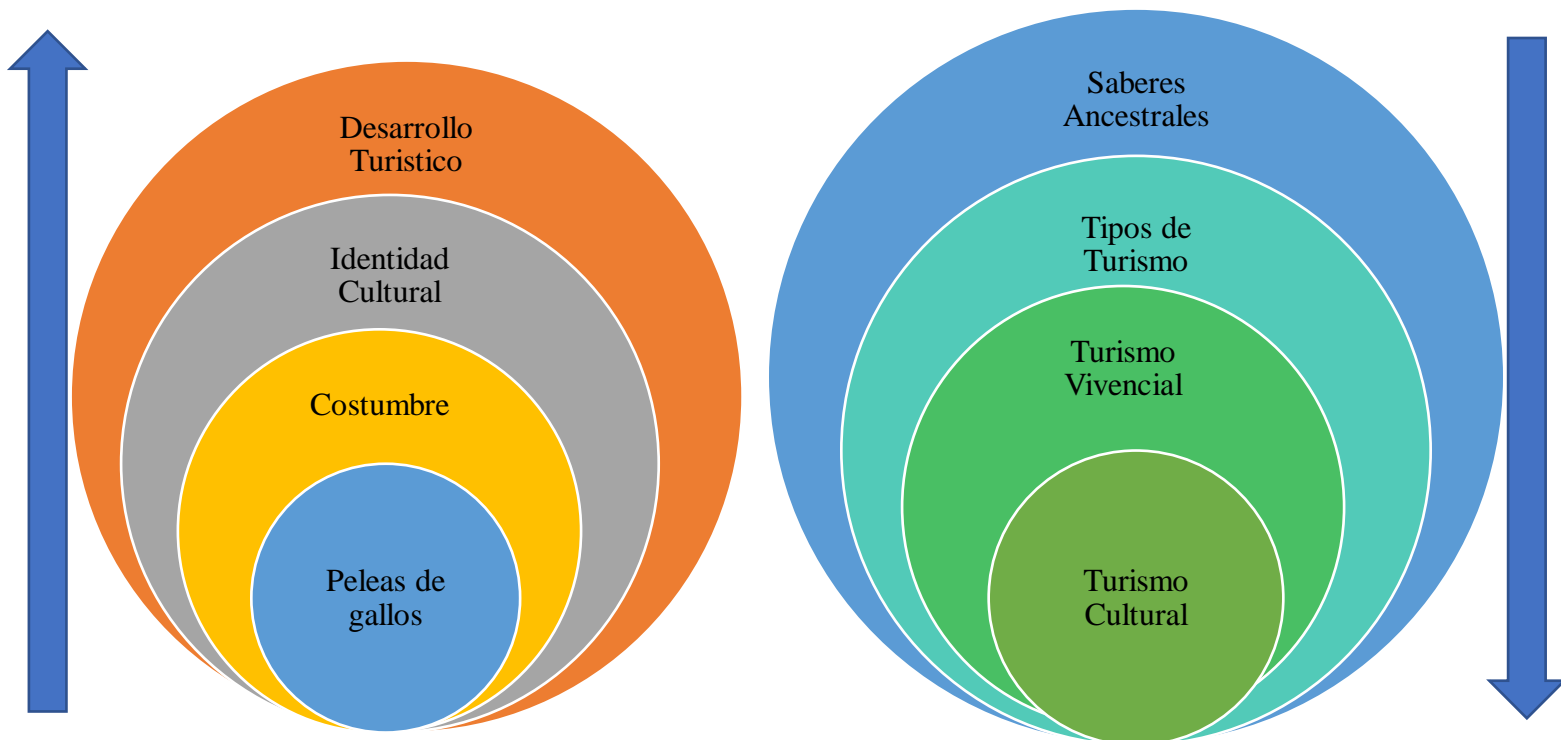 Desarrollo
Turistico
Identidad
Cultural
Costumbre
Peleas de
gallos
Saberes
Ancestrales
Tipos de
Turismo
Turismo
Vivencial
Turismo
Cultural